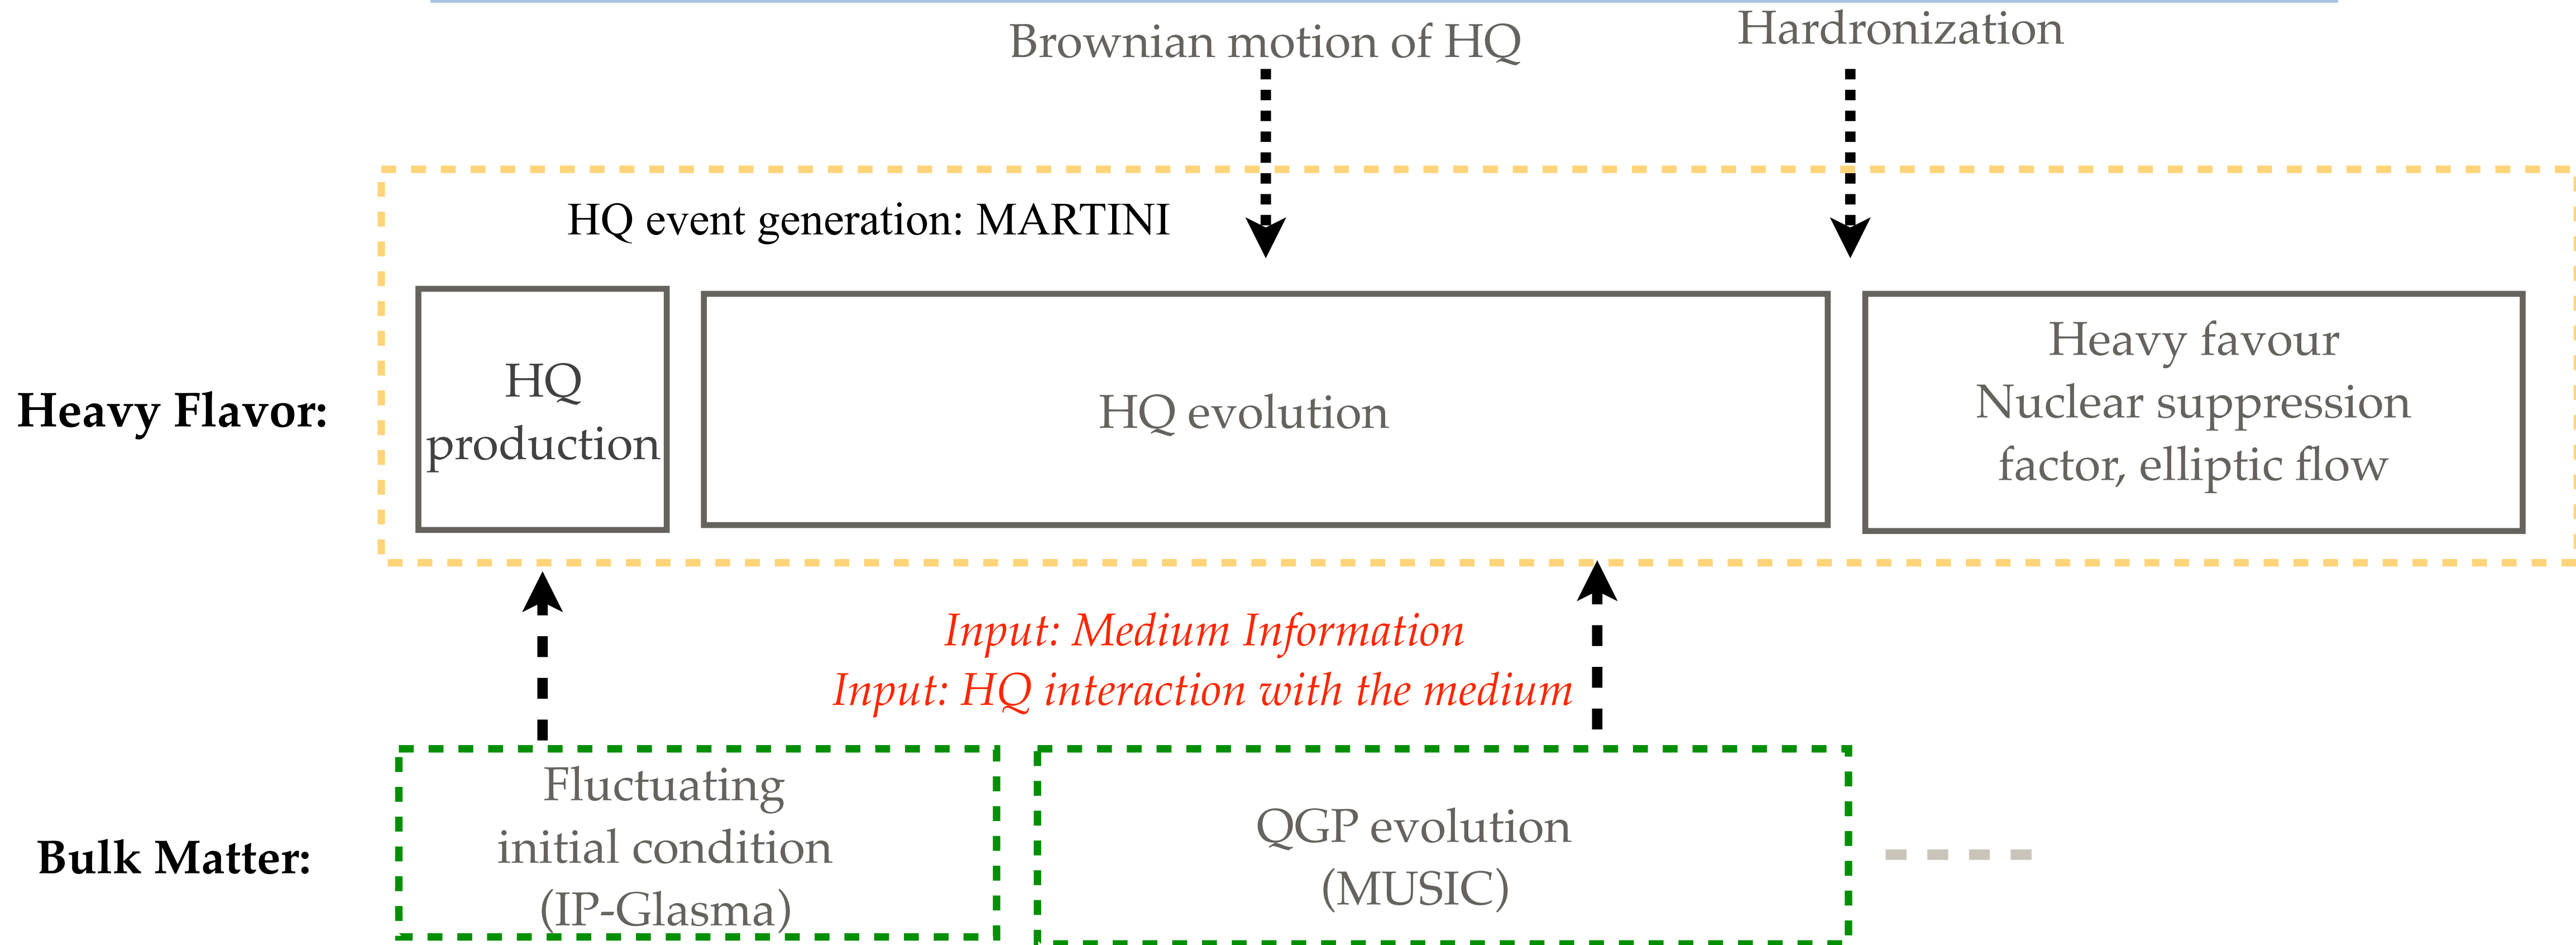 Brownian motion of HQ
Hardronization
HQ event generation: MARTINI
Heavy Flavor:
HQ
production
HQ evolution
Heavy favour
Nuclear suppression
factor, elliptic flow
Input: Medium Information
Input: HQ interaction with the medium
Bulk Matter:
Fluctuating
initial condition
(IP-Glasma)
QGP evolution
(MUSIC)